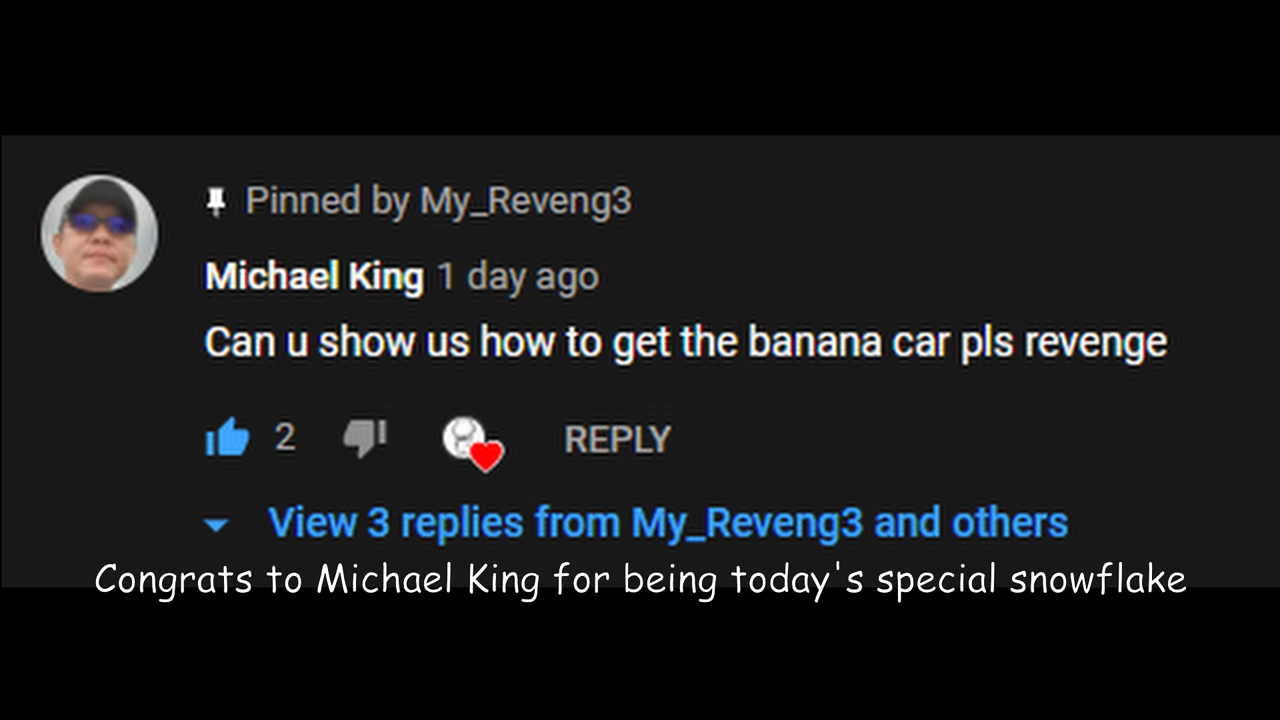 Pinned by My_Reveng3
Michael King 1 day ago
Can u show us how to get the banana car pls revenge
2 REPLY
View 3 replies from My_Reveng3 and others
Congrats to Michael King for being today's special snowflake